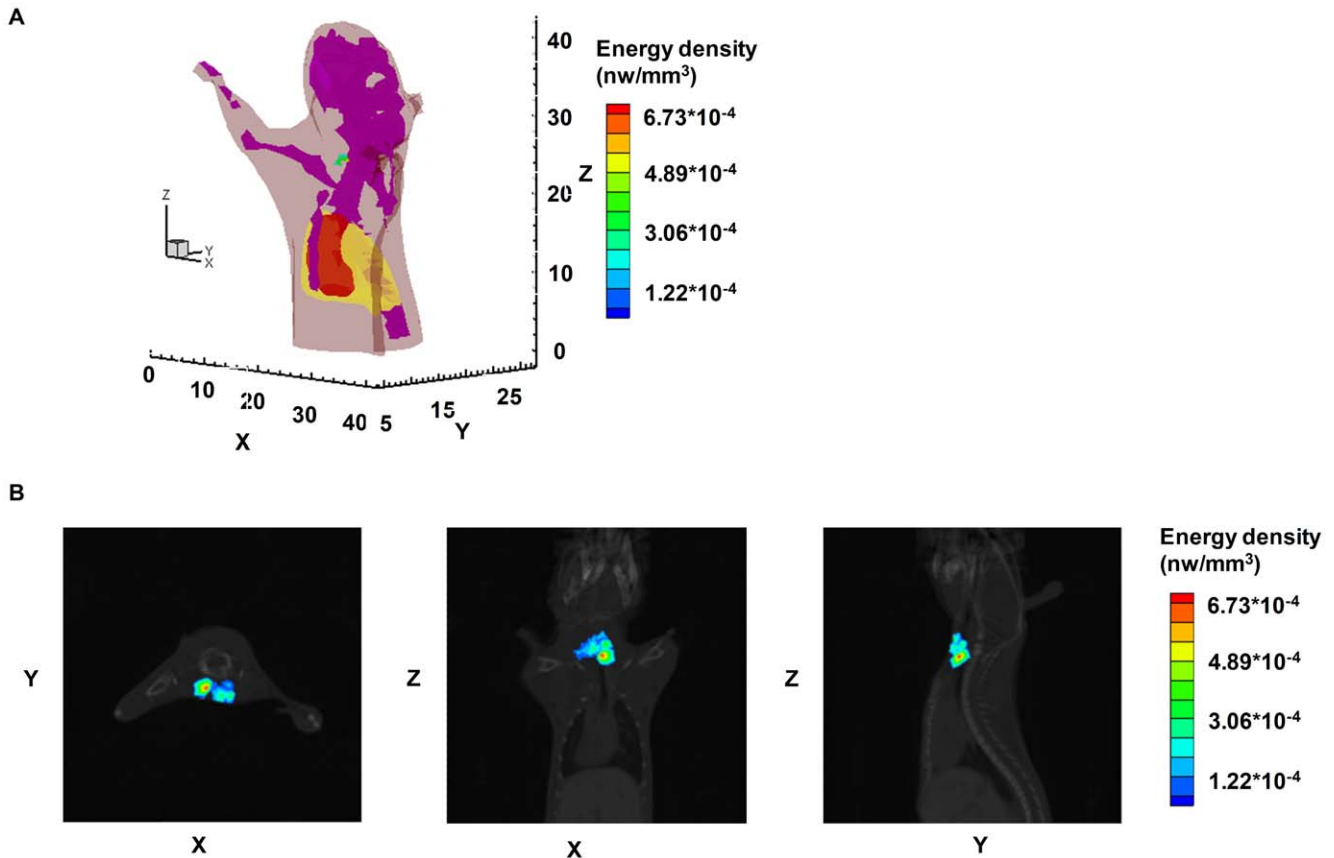 A
Energy density
(nw/mm³)
6.73*10⁻⁴
4.89*10⁻⁴
3.06*10⁻⁴
1.22*10⁻⁴
40
30
Z
20
10
0
Z
Y
X
0
10
20
30
40
5
15
25
X
Y
B
Y
X
Z
X
Z
Y
Energy density
(nw/mm³)
6.73*10⁻⁴
4.89*10⁻⁴
3.06*10⁻⁴
1.22*10⁻⁴